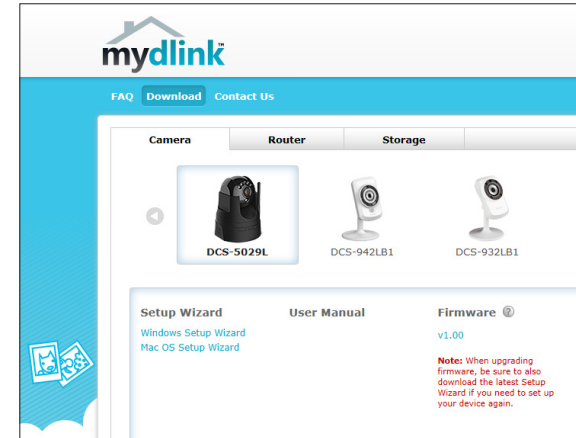 mydlink™
FAQ Download Contact Us
Camera Router Storage
DCS-5029L DCS-942LB1 DCS-932LB1
Setup Wizard User Manual Firmware ?
Windows Setup Wizard v1.00
Mac OS Setup Wizard
Note: When upgrading
firmware, be sure to also
download the latest Setup
Wizard if you need to set up
your device again.